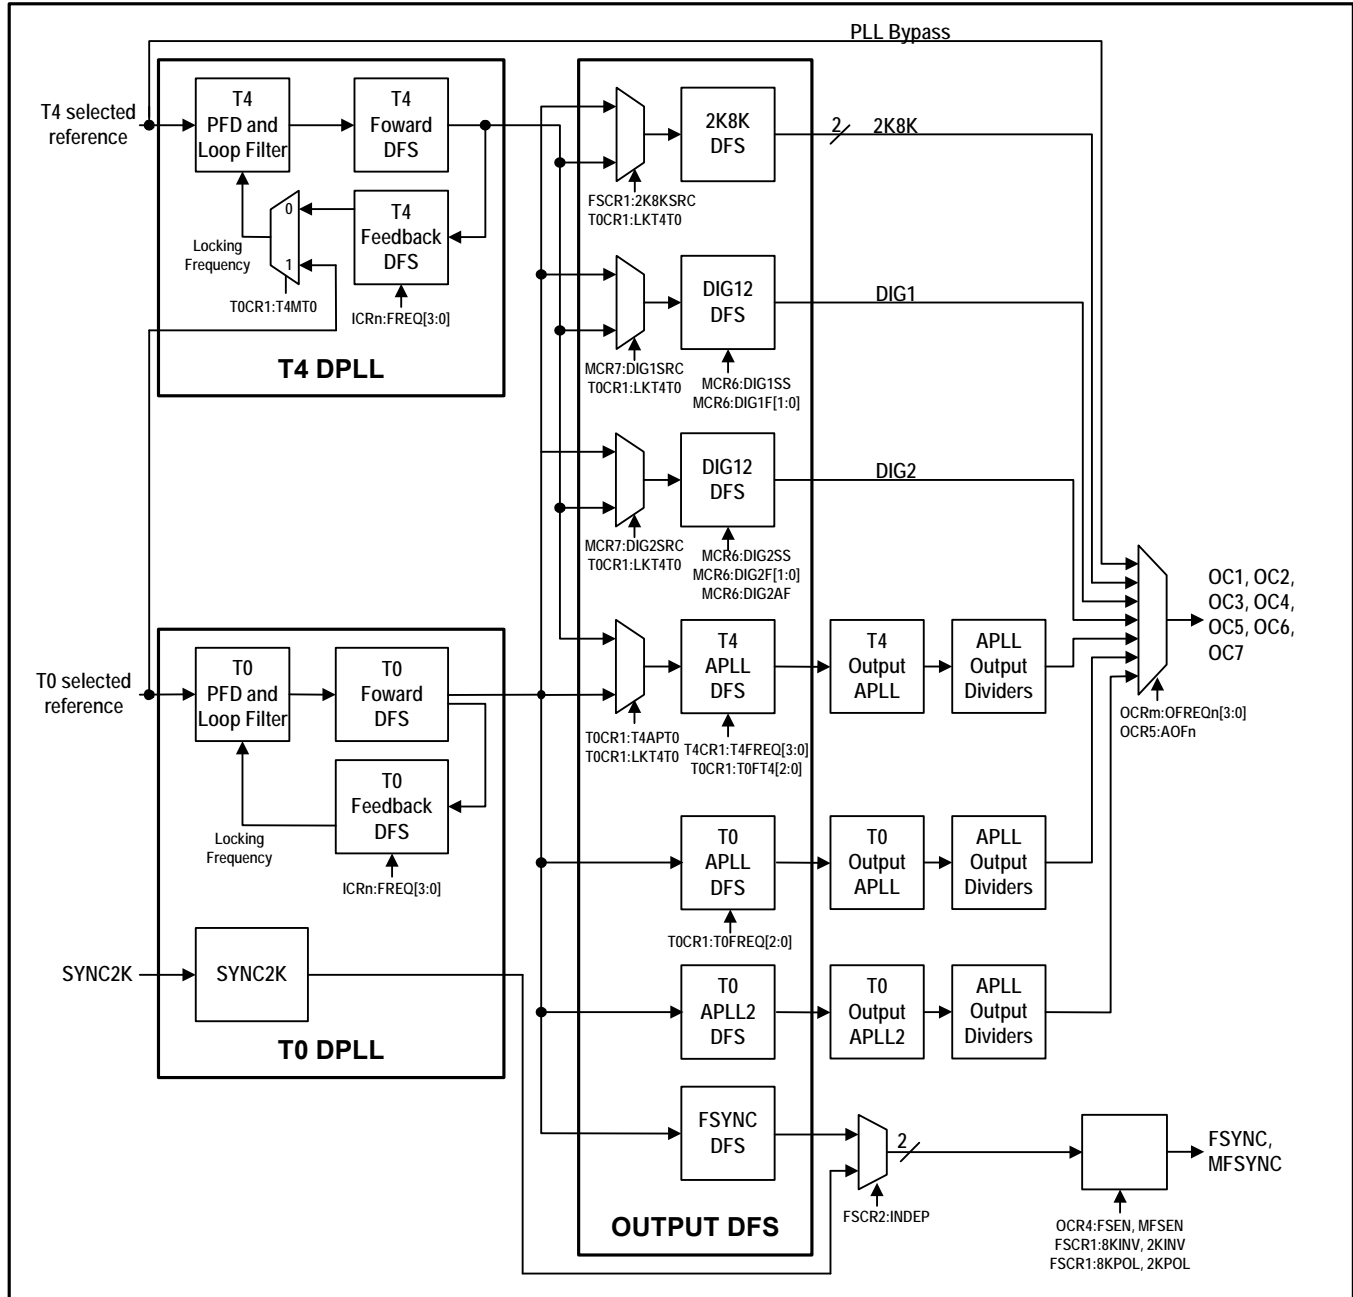 PLL Bypass
T4 selected
reference
T4
PFD and
Loop Filter
T4
Foward
DFS
0
1
T4
Feedback
DFS
Locking
Frequency
T0CR1:T4MT0
ICRn:FREQ[3:0]
T4 DPLL
2K8K
DFS
2
2K8K
FSCR1:2K8KSRC
T0CR1:LKT4T0
DIG12
DFS
DIG1
MCR7:DIG1SRC
T0CR1:LKT4T0
MCR6:DIG1SS
MCR6:DIG1F[1:0]
DIG12
DFS
DIG2
MCR7:DIG2SRC
T0CR1:LKT4T0
MCR6:DIG2SS
MCR6:DIG2F[1:0]
MCR6:DIG2AF
OC1, OC2,
OC3, OC4,
OC5, OC6,
OC7
OCRm:OFREQn[3:0]
OCR5:AOFn
T0 selected
reference
T0
PFD and
Loop Filter
T0
Foward
DFS
T0
Feedback
DFS
Locking
Frequency
ICRn:FREQ[3:0]
T4
APLL
DFS
T4
Output
APLL
APLL
Output
Dividers
T0CR1:T4APT0
T0CR1:LKT4T0
T4CR1:T4FREQ[3:0]
T0CR1:T0FT4[2:0]
T0
APLL
DFS
T0
Output
APLL
APLL
Output
Dividers
T0CR1:T0FREQ[2:0]
SYNC2K
SYNC2K
T0 DPLL
T0
APLL2
DFS
T0
Output
APLL2
APLL
Output
Dividers
FSYNC
DFS
2
FSCR2:INDEP
FSYNC,
MFSYNC
OCR4:FSEN, MFSEN
FSCR1:8KINV, 2KINV
FSCR1:8KPOL, 2KPOL
OUTPUT DFS